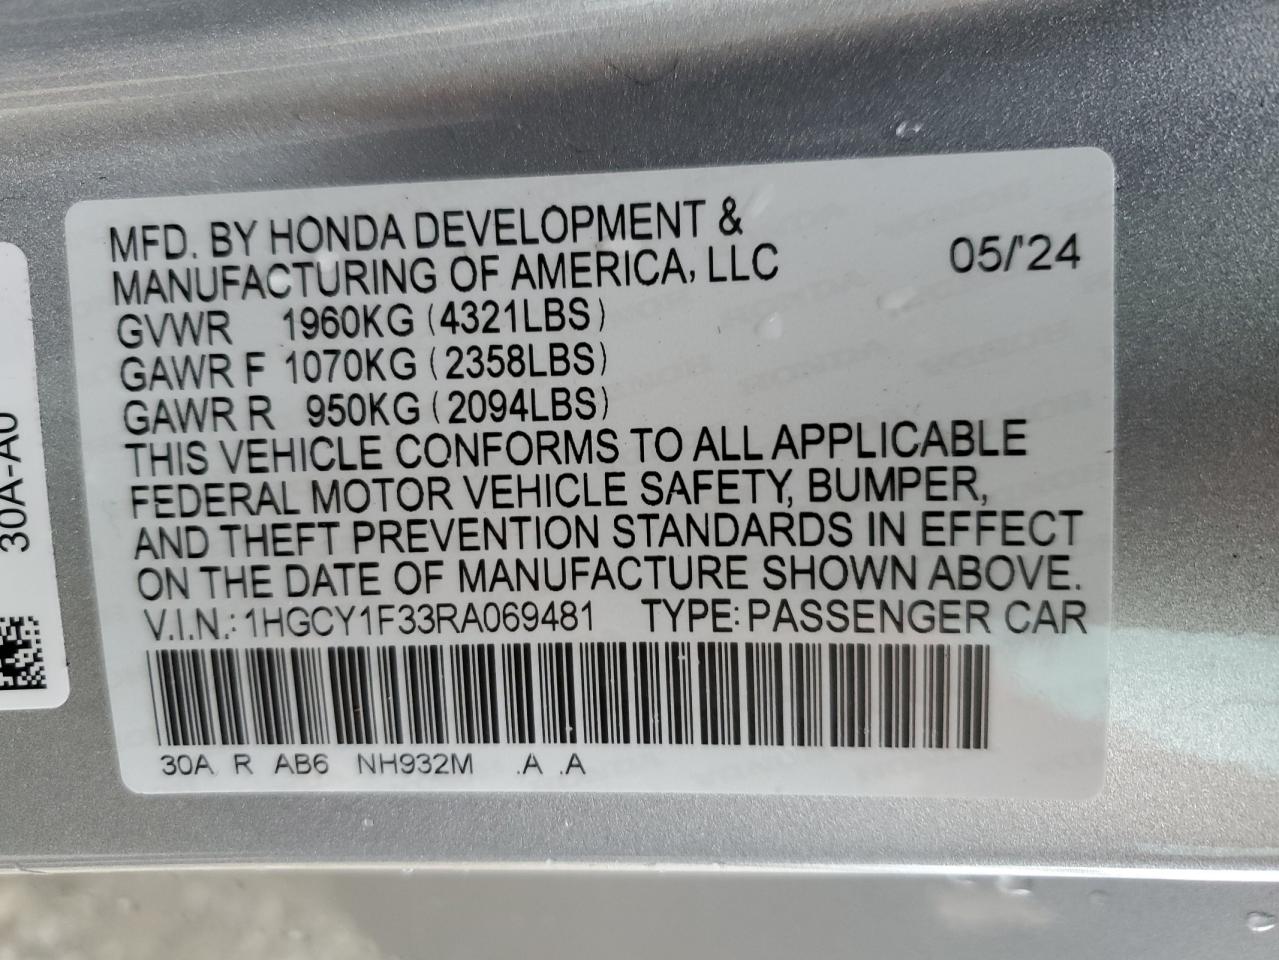 MFD. BY HONDA DEVELOPMENT &
MANUFACTURING OF AMERICA, LLC
05/'24
GVWR 1960KG (4321LBS)
GAWR F 1070KG (2358LBS)
GAWR R 950KG (2094LBS)
THIS VEHICLE CONFORMS TO ALL APPLICABLE
FEDERAL MOTOR VEHICLE SAFETY, BUMPER,
AND THEFT PREVENTION STANDARDS IN EFFECT
ON THE DATE OF MANUFACTURE SHOWN ABOVE.
V.I.N.: 1HGCY1F33RA069481 TYPE: PASSENGER CAR
30A R AB6 NH932M .A .A
30A-A0